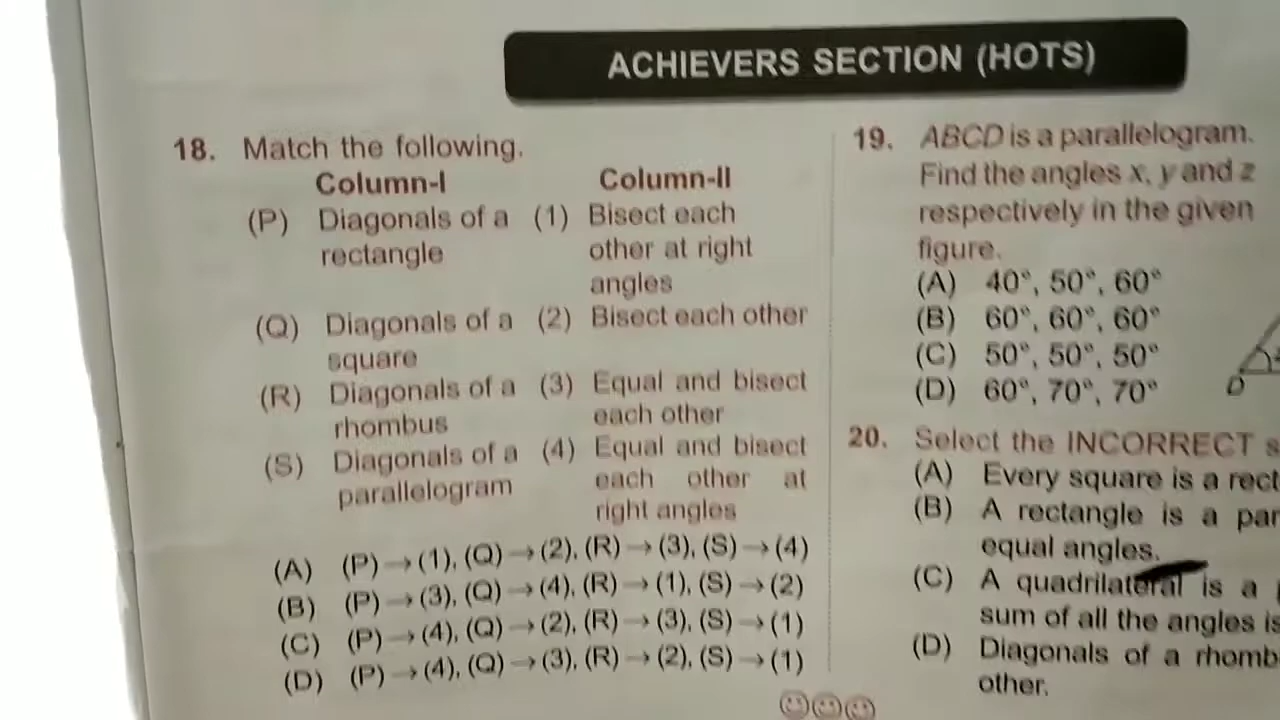 ACHIEVERS SECTION (HOTS)
18. Match the following.
Column-I Column-II
(P) Diagonals of a (1) Bisect each
rectangle other at right
angles
(Q) Diagonals of a (2) Bisect each other
square
(R) Diagonals of a (3) Equal and bisect
rhombus each other
(S) Diagonals of a (4) Equal and bisect
parallelogram each other at
right angles
(A) (P) → (1), (Q) → (2), (R) → (3), (S) → (4)
(B) (P) → (3), (Q) → (4), (R) → (1), (S) → (2)
(C) (P) → (4), (Q) → (2), (R) → (3), (S) → (1)
(D) (P) → (4), (Q) → (3), (R) → (2), (S) → (1)
19. ABCD is a parallelogram.
Find the angles x, y and z
respectively in the given
figure.
(A) 40°, 50°, 60°
(B) 60°, 60°, 60°
(C) 50°, 50°, 50°
(D) 60°, 70°, 70°
D
20. Select the INCORRECT
(A) Every square is a rect
(B) A rectangle is a par
equal angles.
(C) A quadrilateral is a
sum of all the angles is
(D) Diagonals of a rhomb
other.